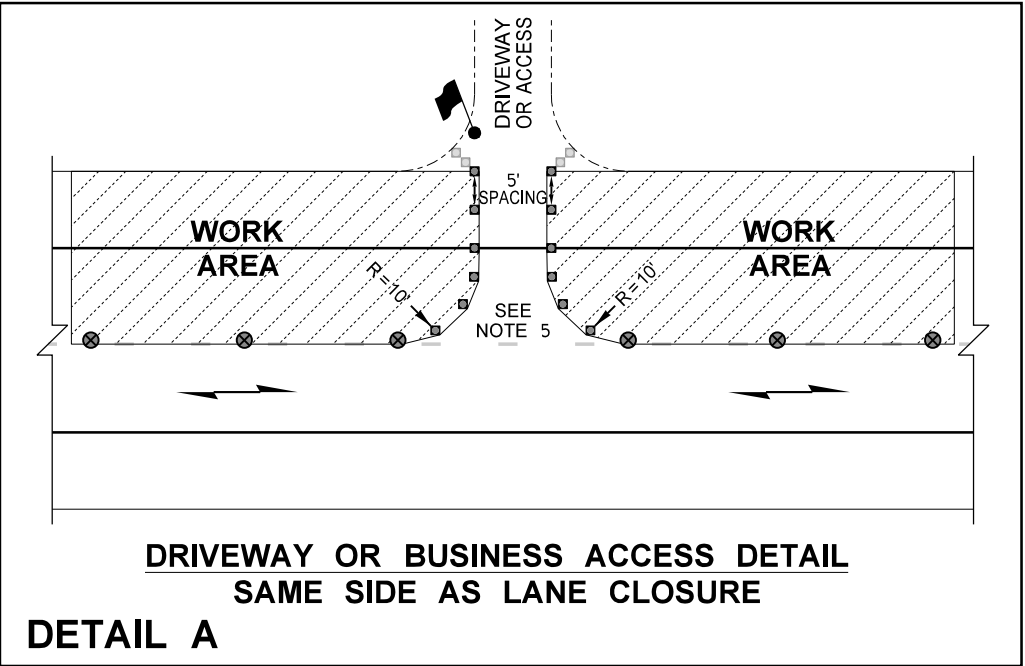 DRIVEWAY
OR ACCESS
5'
SPACING
WORK
AREA
WORK
AREA
R=10'
R=10'
SEE
NOTE 5
DRIVEWAY OR BUSINESS ACCESS DETAIL
SAME SIDE AS LANE CLOSURE
DETAIL A